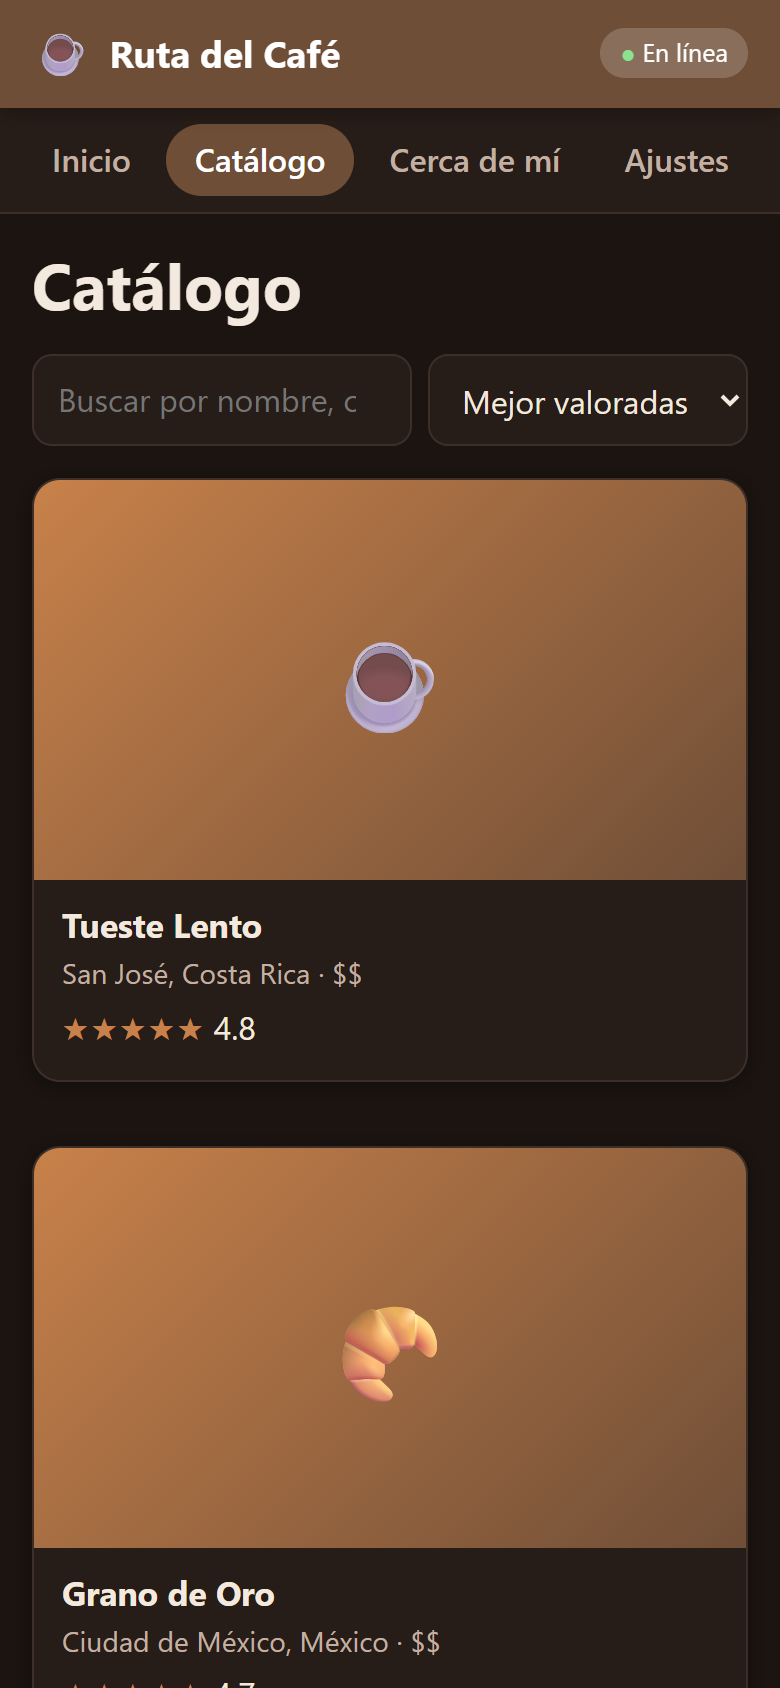 Ruta del Café
● En línea
Inicio Catálogo Cerca de mí Ajustes
Catálogo
Buscar por nombre, c
Mejor valoradas
Tueste Lento
San José, Costa Rica · $$
★★★★★ 4.8
Grano de Oro
Ciudad de México, México · $$